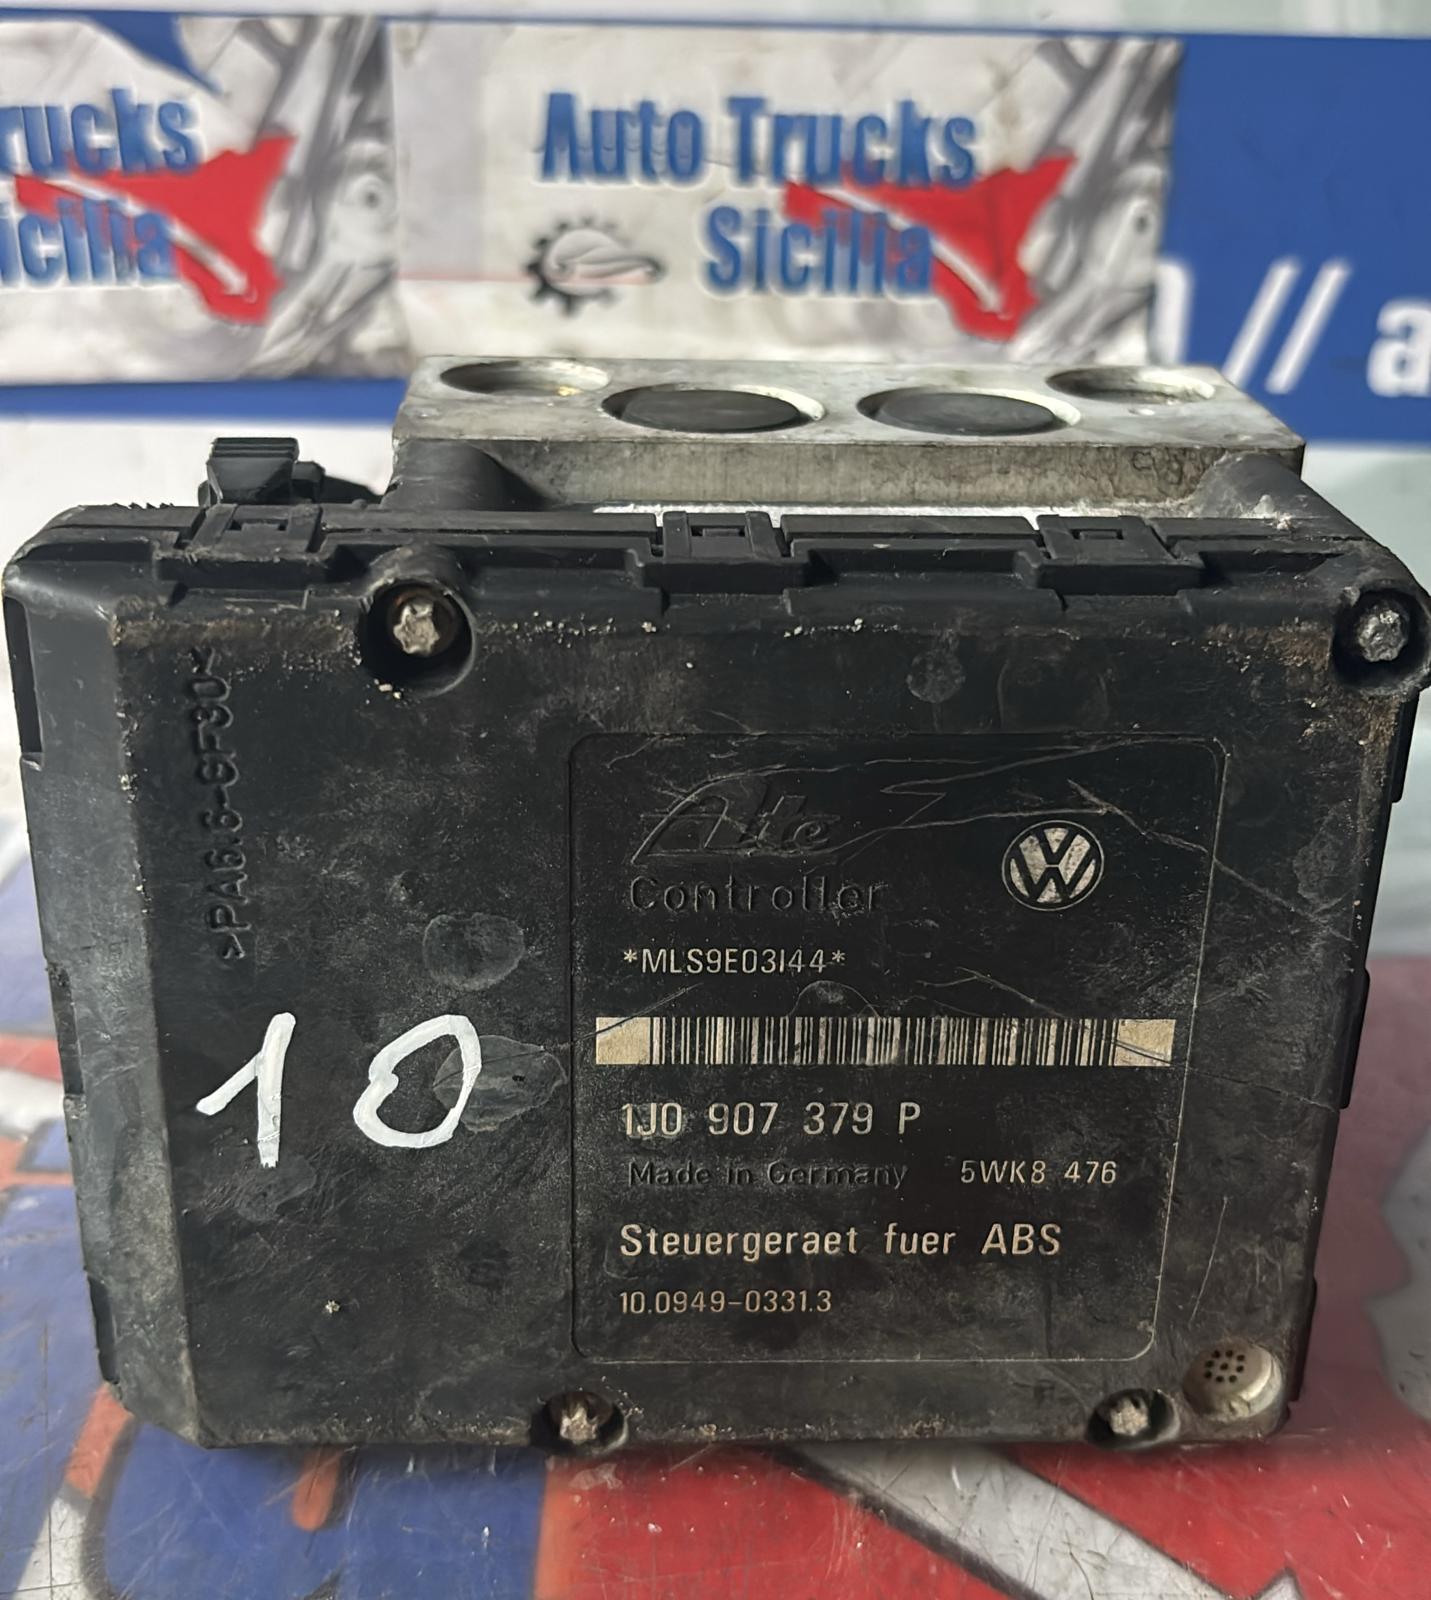 rucks
icilia
Auto Trucks
Sicilia
// a
>PA6.6-GF30<
Ate
Controller
*MLS9E03I44*
10
1J0 907 379 P
Made in Germany 5WK8 476
Steuergeraet fuer ABS
10.0949-0331.3